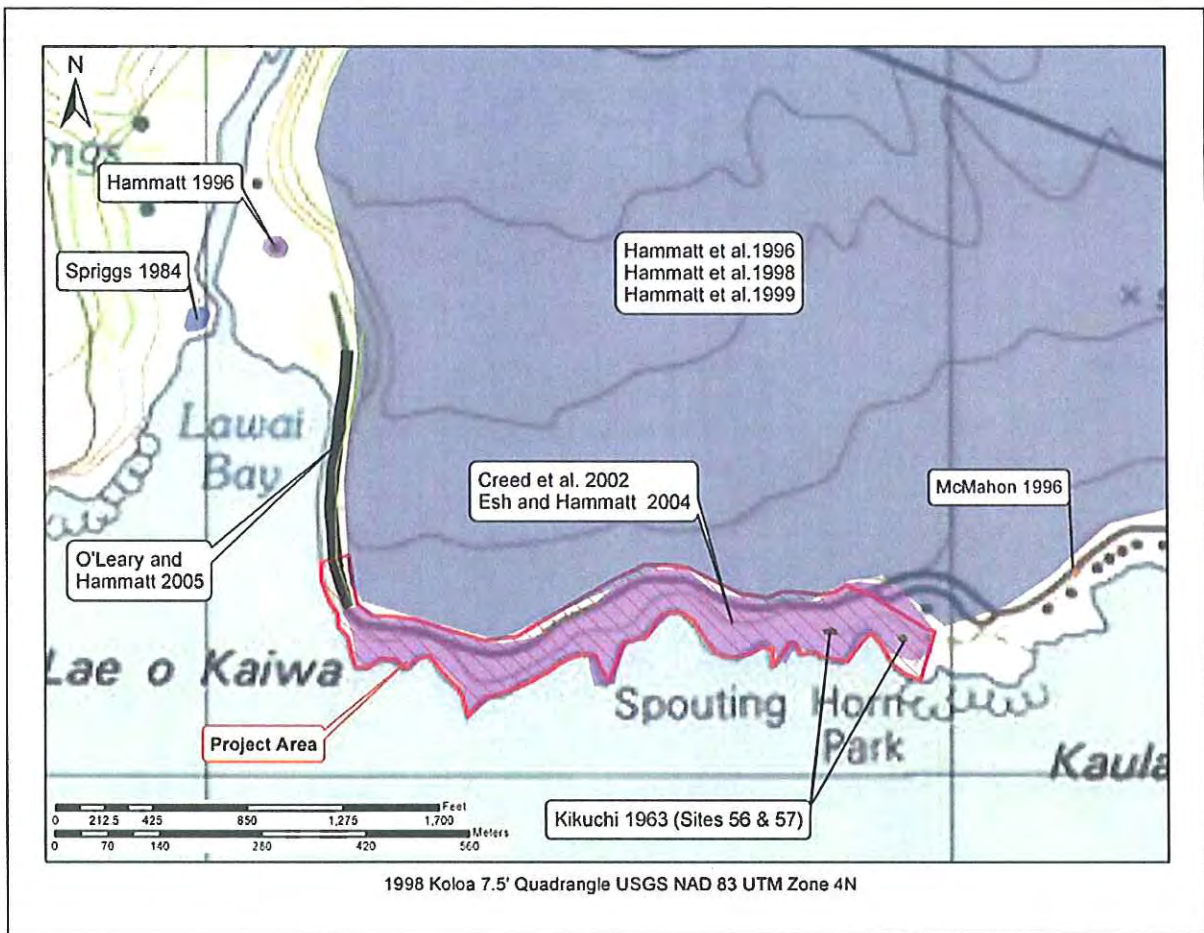 N
ngs
Hammatt 1996
Spriggs 1984
Hammatt et al.1996
Hammatt et al.1998
Hammatt et al.1999
Lawai
Bay
Creed et al. 2002
Esh and Hammatt 2004
McMahon 1996
O'Leary and
Hammatt 2005
Lae o Kaiwa
Spouting Horn
Park
Project Area
Kaula
Kikuchi 1963 (Sites 56 & 57)
Feet
0 212.5 425 850 1,275 1,700
Meters
0 70 140 280 420 560
1998 Koloa 7.5' Quadrangle USGS NAD 83 UTM Zone 4N